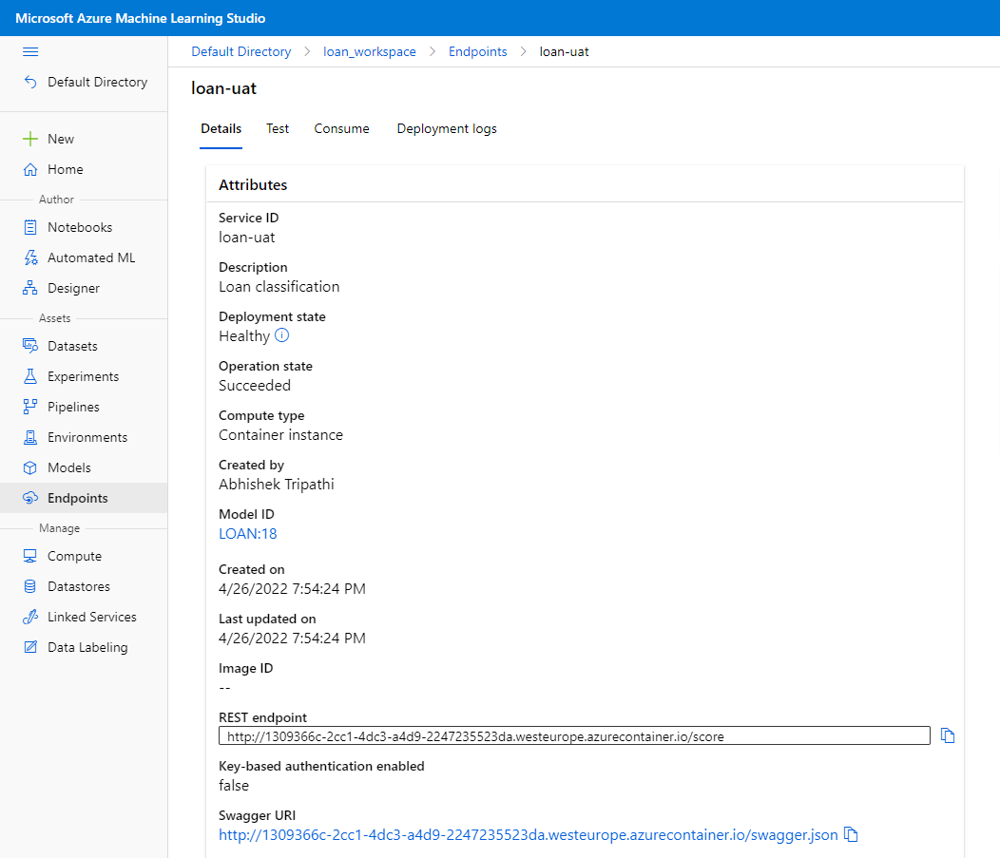 Microsoft Azure Machine Learning Studio
Default Directory > loan_workspace > Endpoints > loan-uat
Default Directory
loan-uat
Details Test Consume Deployment logs
New
Home
Author
Notebooks
Automated ML
Designer
Assets
Datasets
Experiments
Pipelines
Environments
Models
Endpoints
Manage
Compute
Datastores
Linked Services
Data Labeling
Attributes
Service ID
loan-uat
Description
Loan classification
Deployment state
Healthy
Operation state
Succeeded
Compute type
Container instance
Created by
Abhishek Tripathi
Model ID
LOAN:18
Created on
4/26/2022 7:54:24 PM
Last updated on
4/26/2022 7:54:24 PM
Image ID
--
REST endpoint
http://1309366c-2cc1-4dc3-a4d9-2247235523da.westeurope.azurecontainer.io/score
Key-based authentication enabled
false
Swagger URI
http://1309366c-2cc1-4dc3-a4d9-2247235523da.westeurope.azurecontainer.io/swagger.json